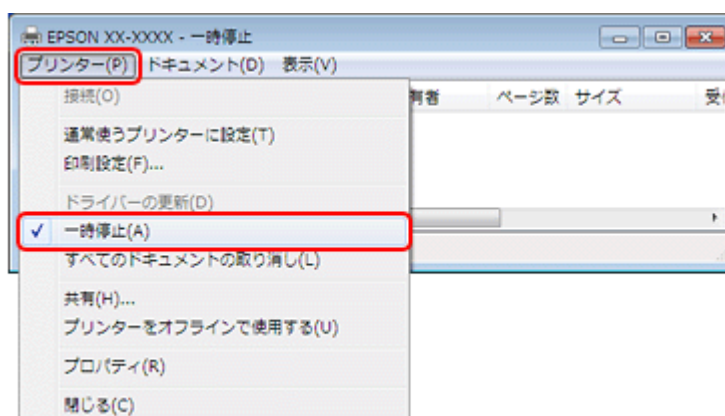 EPSON XX-XXXX - 一時停止
プリンター(P) ドキュメント(D) 表示(V)
有者 ページ数 サイズ 受
接続(O)
通常使うプリンターに設定(T)
印刷設定(F)...
ドライバーの更新(D)
一時停止(A)
すべてのドキュメントの取り消し(L)
共有(H)...
プリンターをオフラインで使用する(U)
プロパティ(R)
閉じる(C)